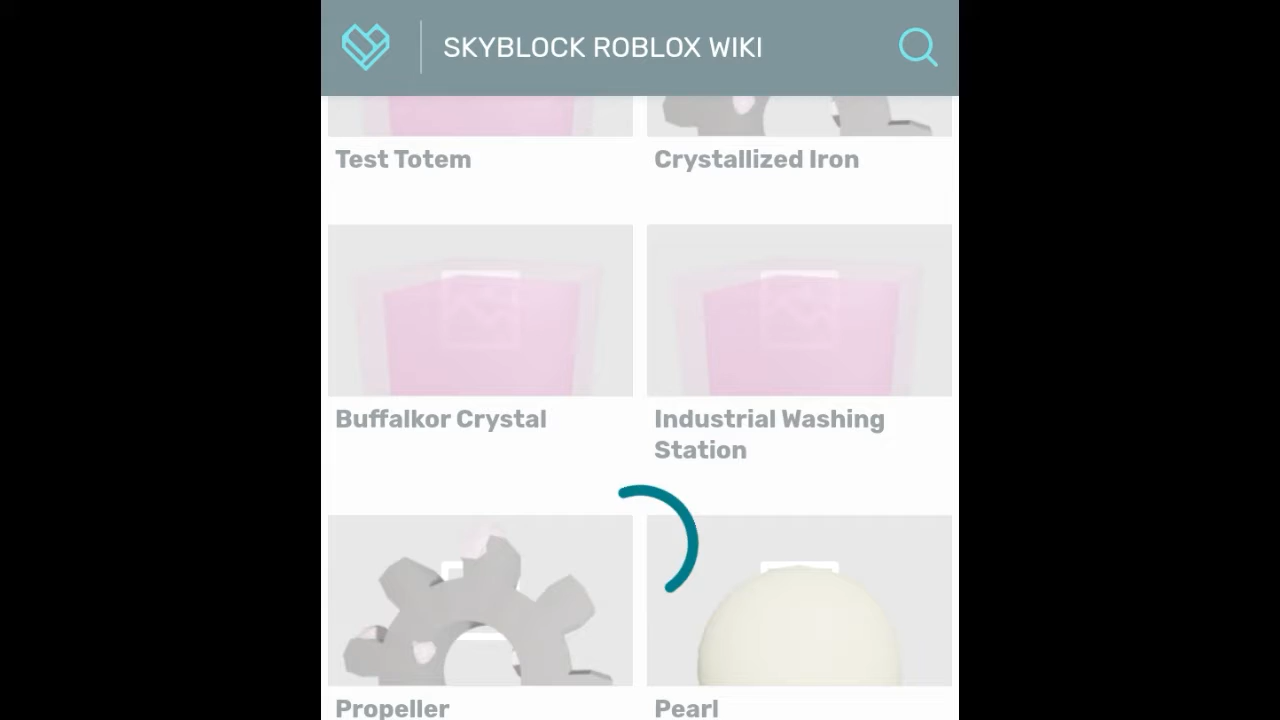 SKYBLOCK ROBLOX WIKI
Test Totem
Crystallized Iron
Buffalkor Crystal
Industrial Washing
Station
Propeller
Pearl